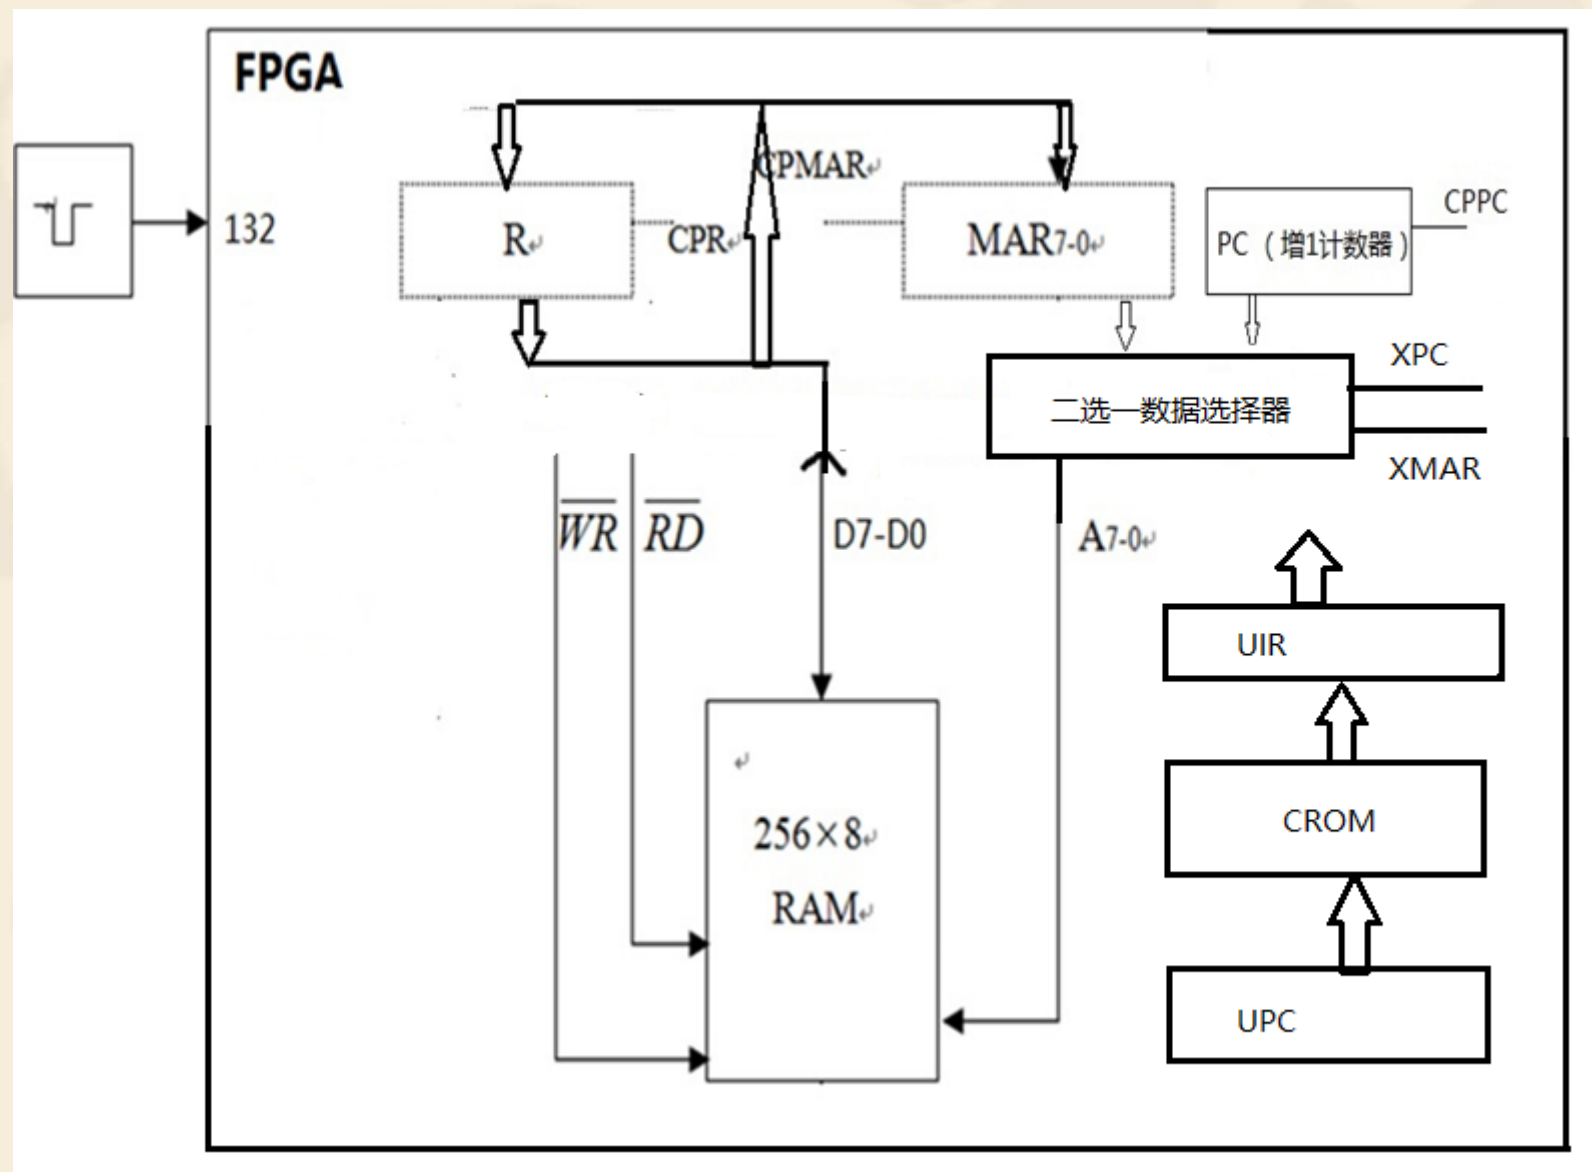 FPGA
132
R
CPR
CPMAR
MAR7-0
PC（增1计数器）
CPPC
二选一数据选择器
XPC
XMAR
WR
RD
D7-D0
A7-0
UIR
256×8
RAM
CROM
UPC